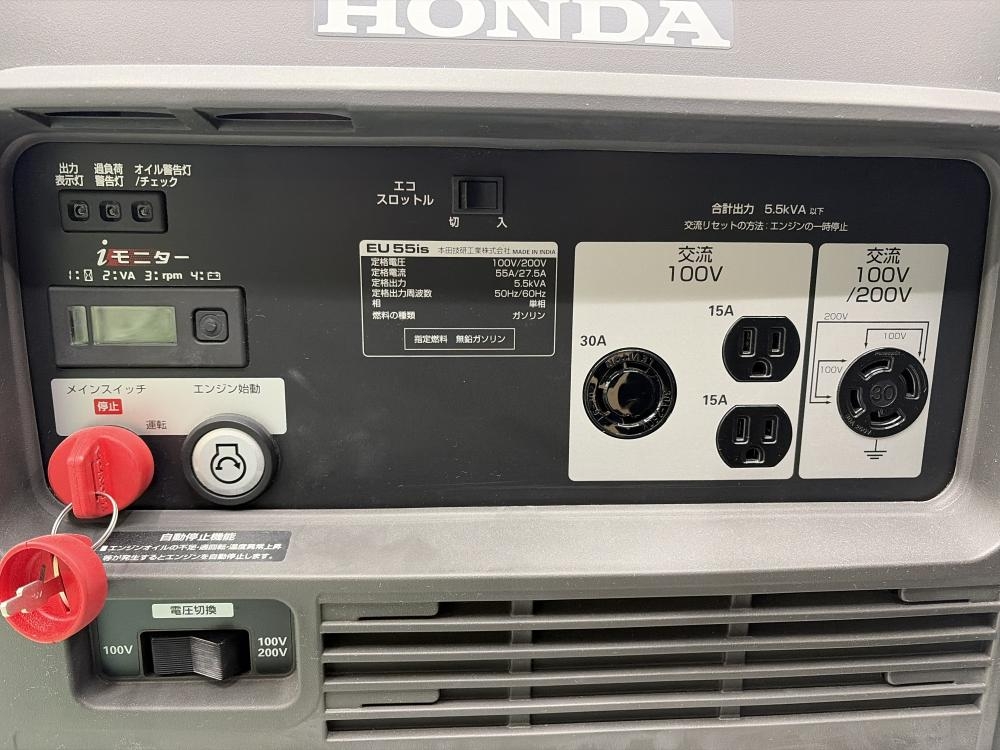 HONDA
出力
表示灯
過負荷
警告灯
オイル警告灯
/チェック
iモニター
1: 2:VA 3:rpm 4:
メインスイッチ
停止
運転
エンジン始動
エコ
スロットル
切 入
EU55is 本田技研工業株式会社 MADE IN INDIA
定格電圧 100V/200V
定格電流 55A/27.5A
定格出力 5.5kVA
定格出力周波数 50Hz/60Hz
相 単相
燃料の種類 ガソリン
指定燃料 無鉛ガソリン
合計出力 5.5kVA 以下
交流リセットの方法:エンジンの一時停止
交流
100V
30A
15A
15A
交流
100V
/200V
200V
100V
100V
30
自動停止機能
■エンジンオイルの不足・過回転・温度異常上昇
等が発生するとエンジンを自動停止します。
電圧切換
100V
100V
200V